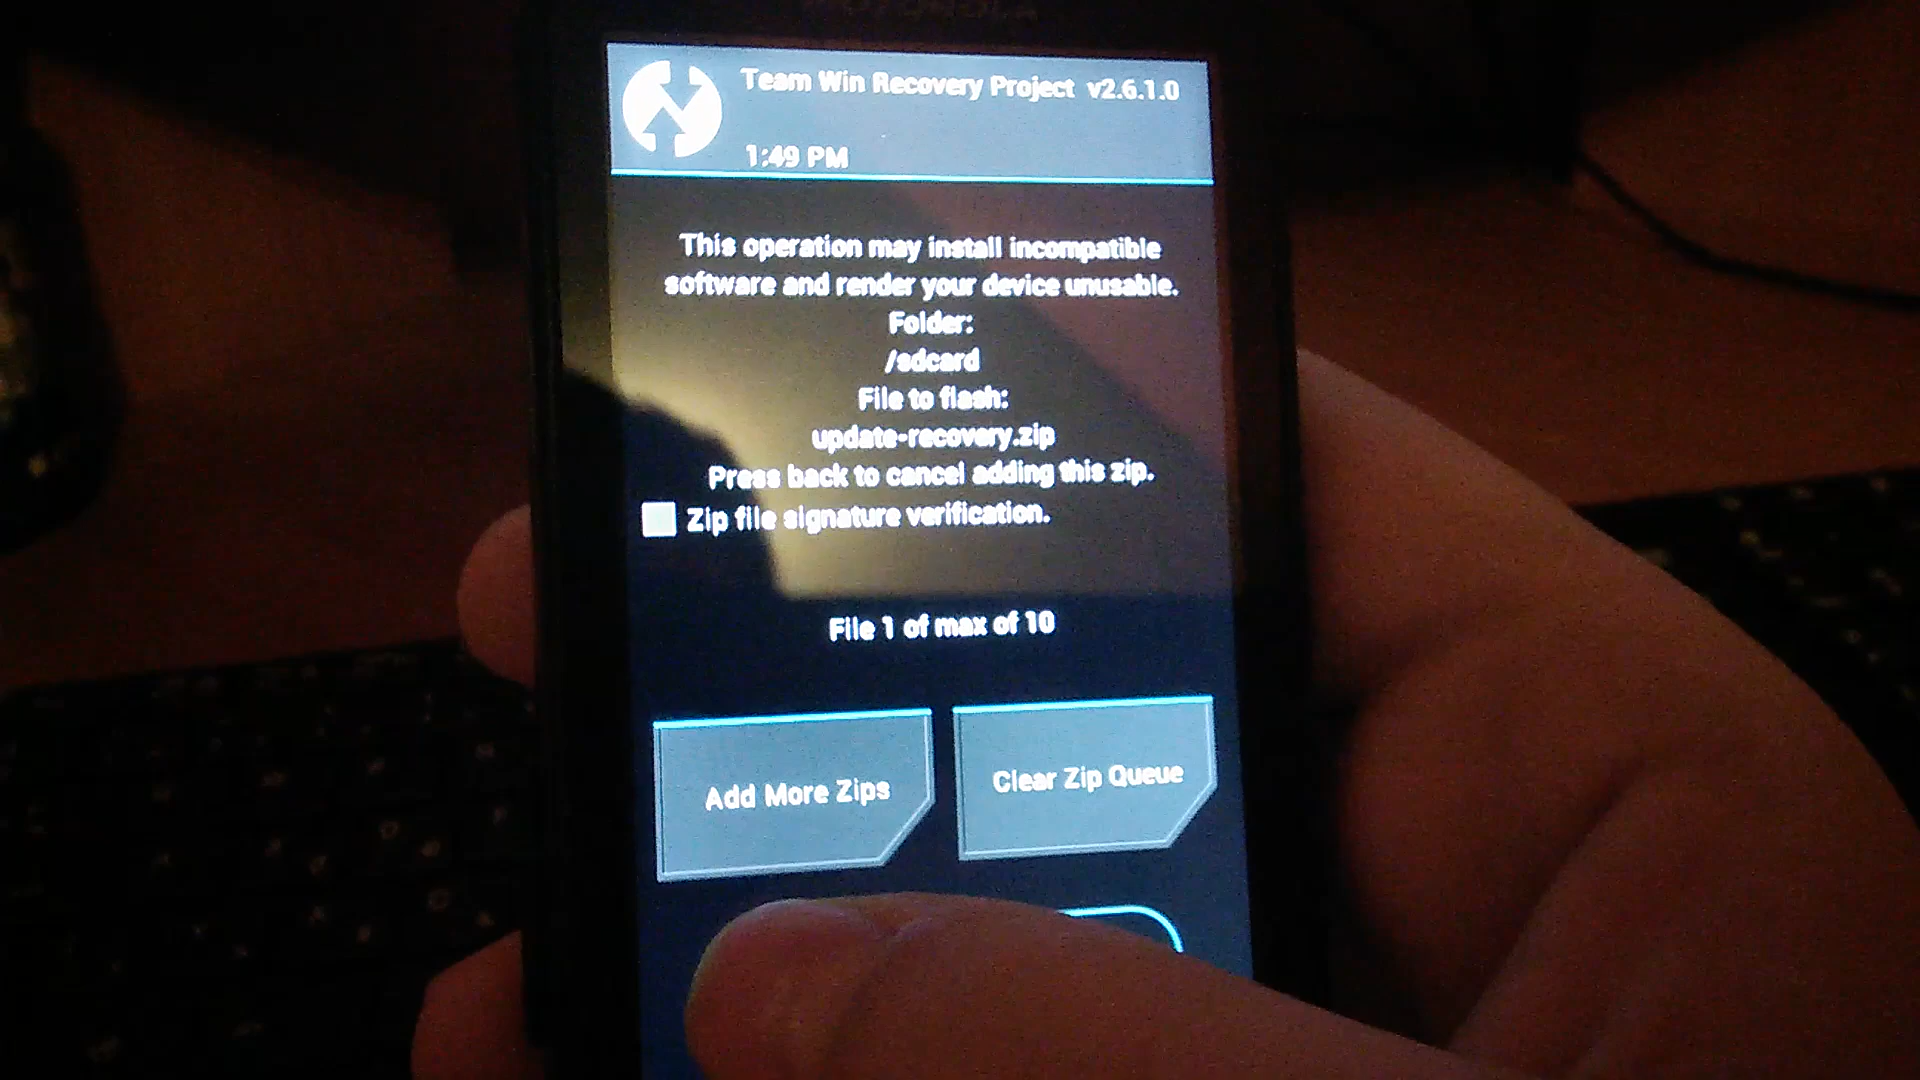 MOTOROLA
Team Win Recovery Project v2.6.1.0
1:49 PM
This operation may install incompatible
software and render your device unusable.
Folder:
/sdcard
File to flash:
update-recovery.zip
Press back to cancel adding this zip.
Zip file signature verification.
File 1 of max of 10
Add More Zips
Clear Zip Queue